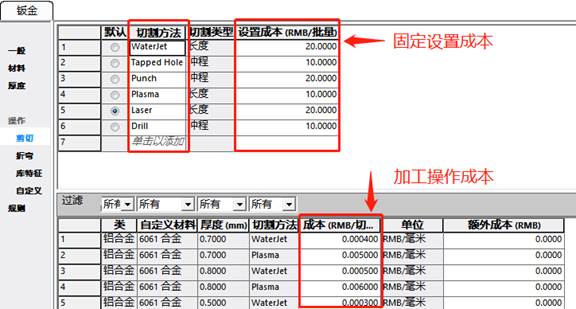 钣金
一般
材料
厚度
操作
剪切
折弯
库特征
自定义
规则
默认 切割方法 切割类型 设置成本 (RMB/批量)
1 WaterJet 长度 20.0000
2 Tapped Hole 冲程 10.0000
3 Punch 冲程 20.0000
4 Plasma 长度 10.0000
5 Laser 长度 20.0000
6 Drill 冲程 10.0000
7 单击以添加
固定设置成本
加工操作成本
过滤 所有 所有 所有 所有
类 自定义材料 厚度 (mm) 切割方法 成本 (RMB/切... 单位 额外成本 (RMB)
1 铝合金 6061 合金 0.7000 WaterJet 0.000400 RMB/毫米 0.0000
2 铝合金 6061 合金 0.7000 Plasma 0.005000 RMB/毫米 0.0000
3 铝合金 6061 合金 0.8000 WaterJet 0.000500 RMB/毫米 0.0000
4 铝合金 6061 合金 0.8000 Plasma 0.006000 RMB/毫米 0.0000
5 铝合金 6061 合金 0.5000 WaterJet 0.000300 RMB/毫米 0.0000